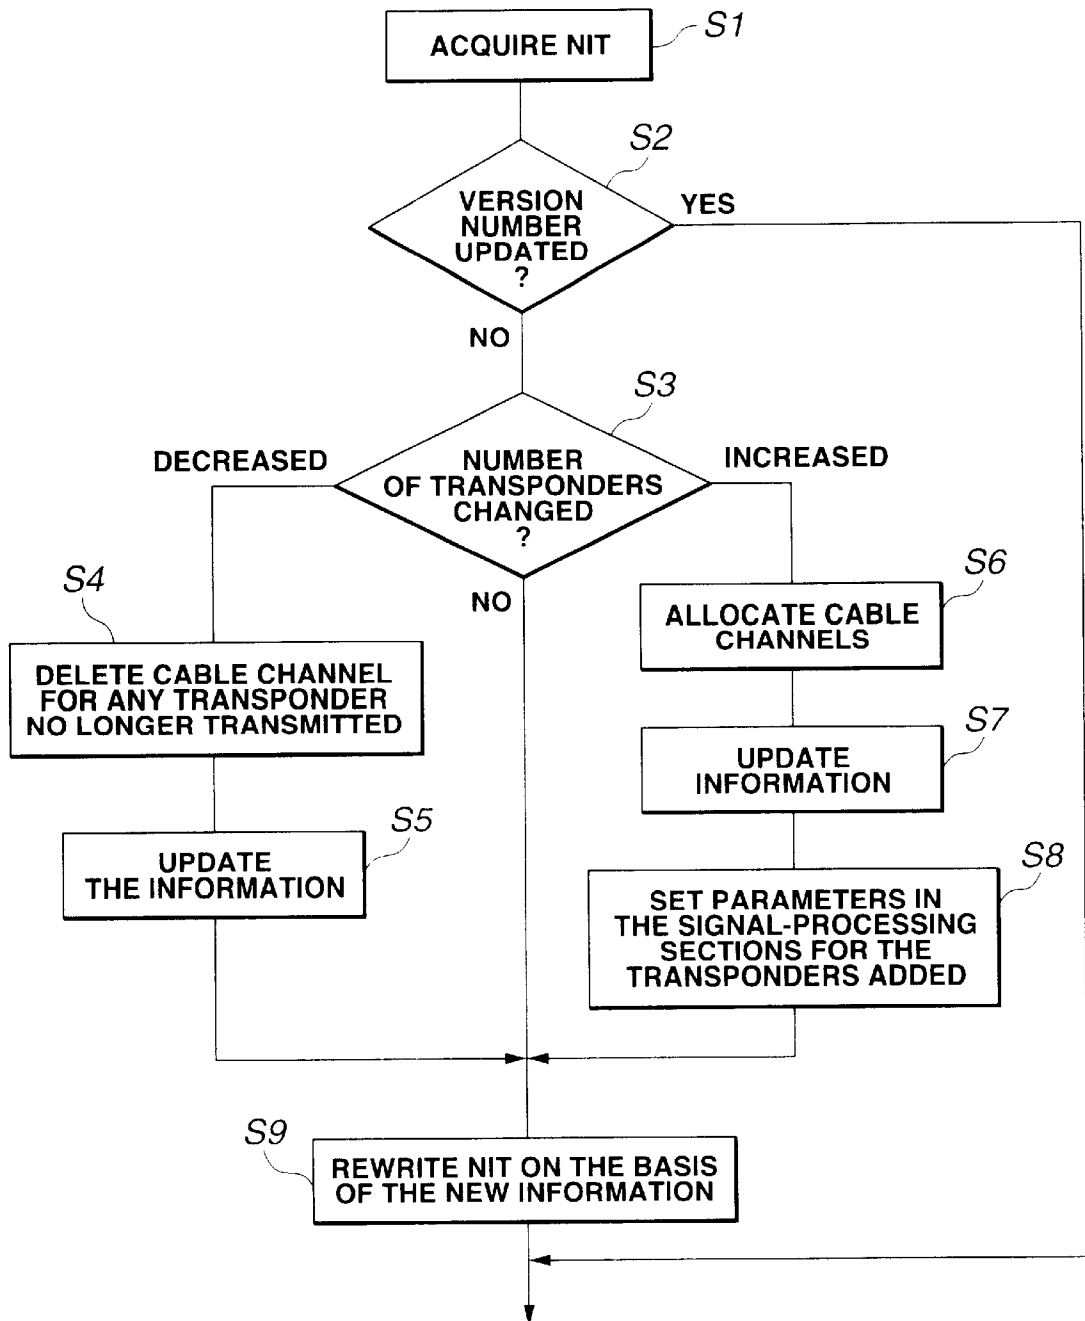 ACQUIRE NIT
S1
S2
VERSION
NUMBER
UPDATED
?
YES
NO
S3
DECREASED
NUMBER
OF TRANSPONDERS
CHANGED
?
INCREASED
NO
S4
DELETE CABLE CHANNEL
FOR ANY TRANSPONDER
NO LONGER TRANSMITTED
S6
ALLOCATE CABLE
CHANNELS
S7
UPDATE
INFORMATION
S5
UPDATE
THE INFORMATION
S8
SET PARAMETERS IN
THE SIGNAL-PROCESSING
SECTIONS FOR THE
TRANSPONDERS ADDED
S9
REWRITE NIT ON THE BASIS
OF THE NEW INFORMATION